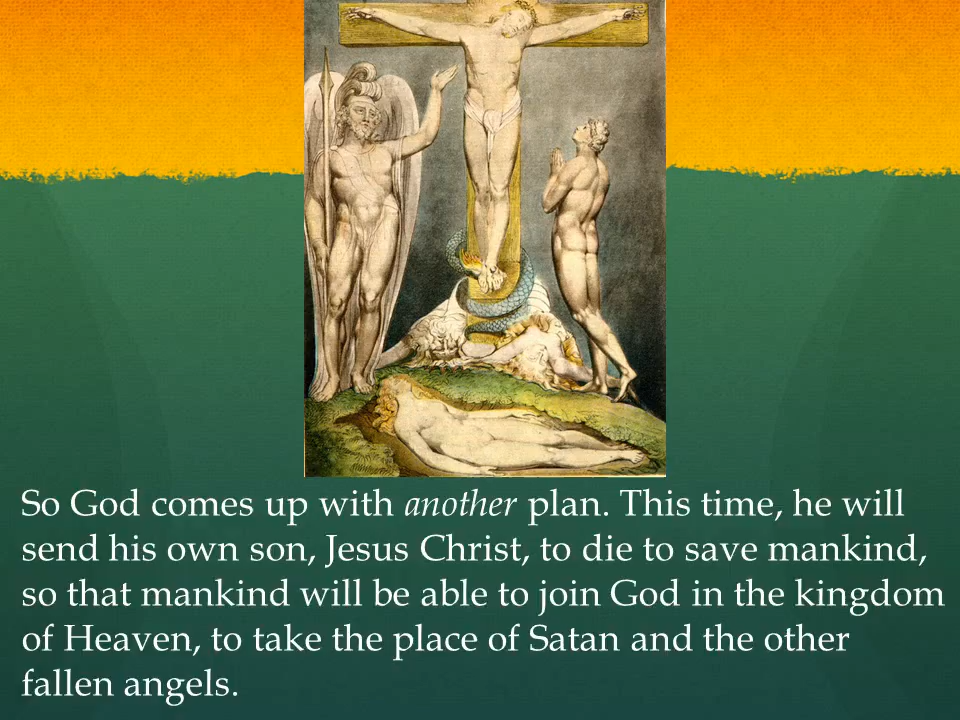 So God comes up with another plan. This time, he will
send his own son, Jesus Christ, to die to save mankind,
so that mankind will be able to join God in the kingdom
of Heaven, to take the place of Satan and the other
fallen angels.